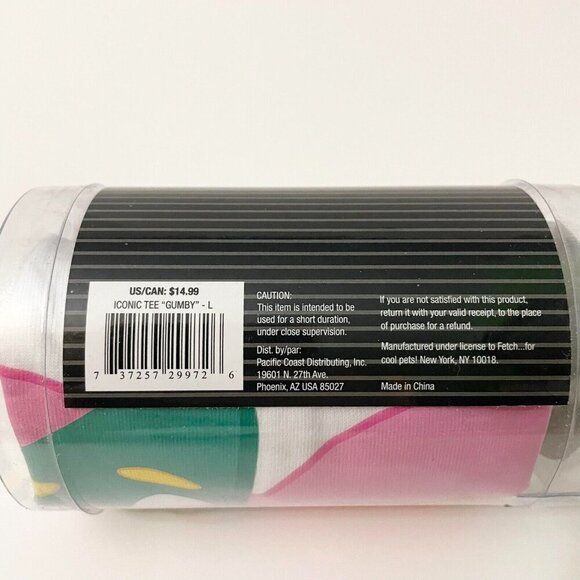 US/CAN: $14.99
ICONIC TEE “GUMBY” - L
7 37257 29972 6
CAUTION:
This item is intended to be
used for a short duration,
under close supervision.
Dist. by/par:
Pacific Coast Distributing, Inc.
19601 N. 27th Ave.
Phoenix, AZ USA 85027
If you are not satisfied with this product,
return it with your valid receipt, to the place
of purchase for a refund.
Manufactured under license to Fetch...for
cool pets! New York, NY 10018.
Made in China